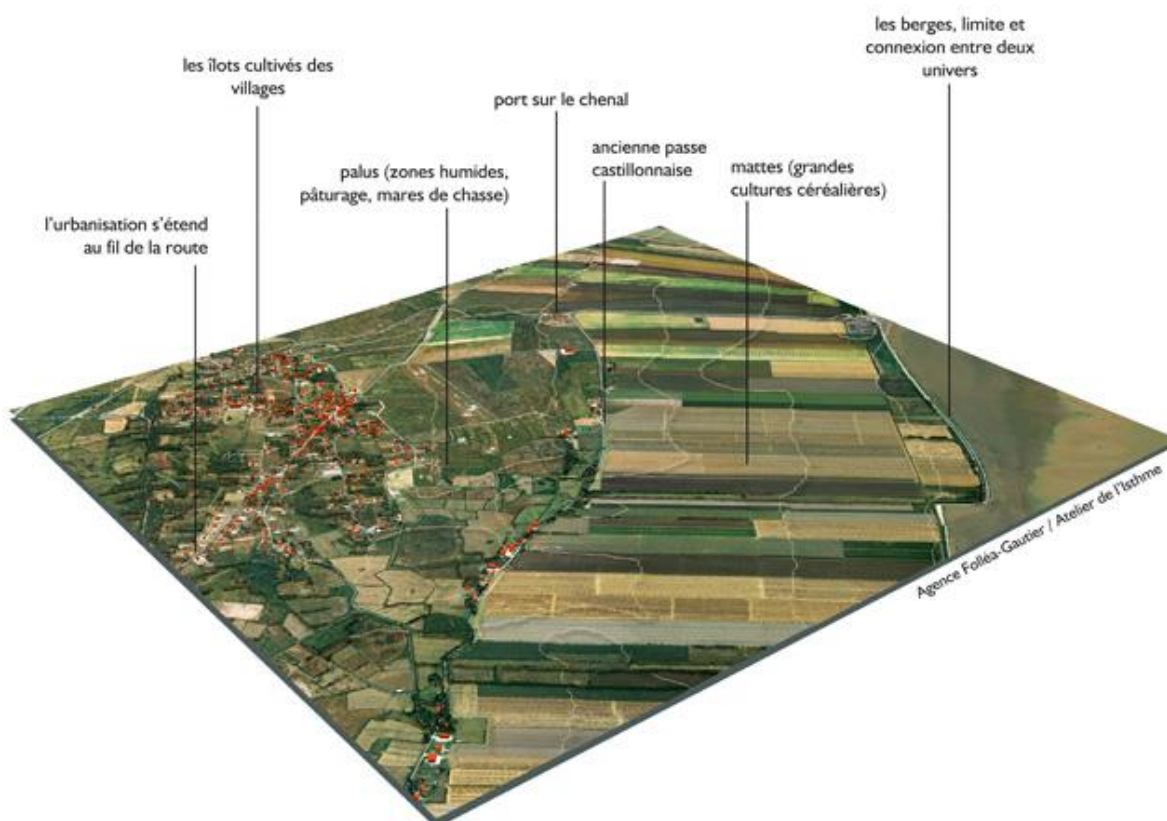 les berges, limite et
connexion entre deux
univers
les îlots cultivés des
villages
port sur le chenal
ancienne passe
castillonnaise
palus (zones humides,
pâturage, mares de chasse)
mattes (grandes
cultures céréalières)
l'urbanisation s'étend
au fil de la route
Agence Folléa-Gautier / Atelier de l'Isthme